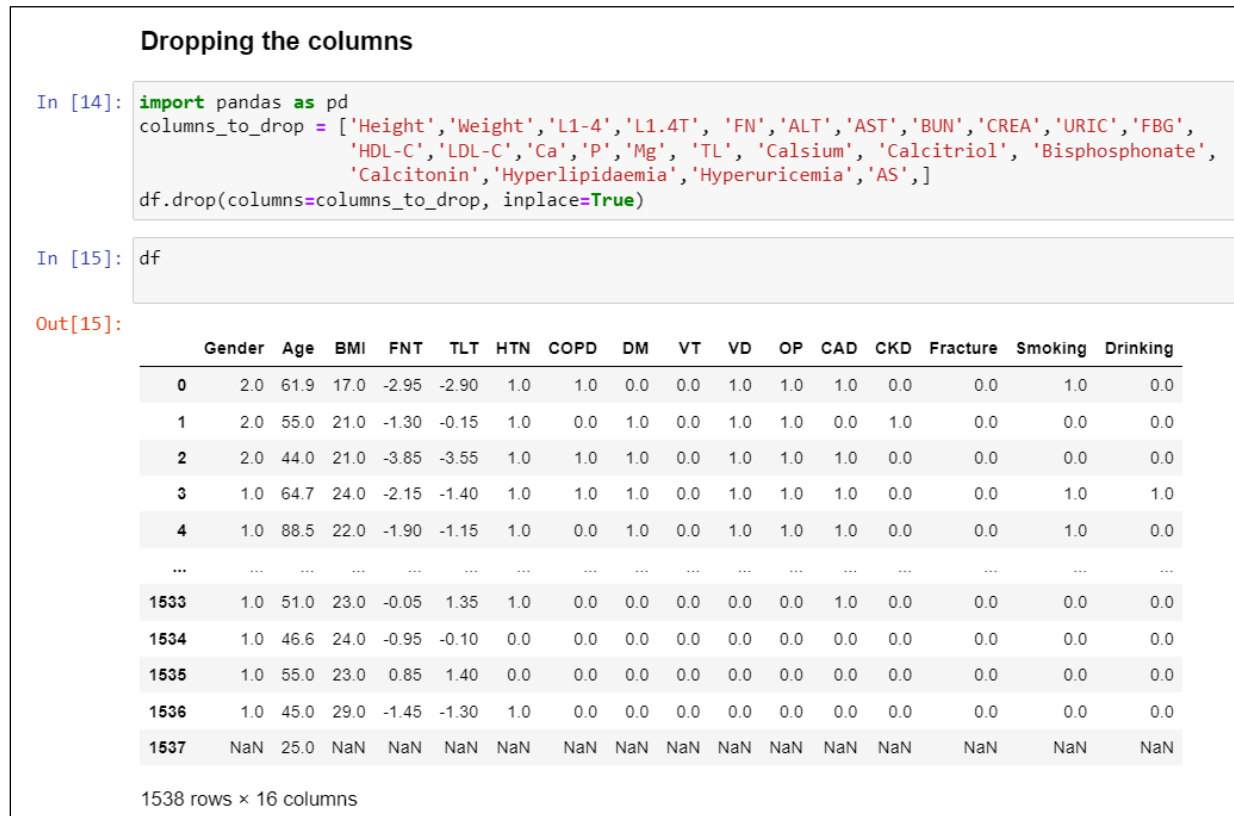 Dropping the columns
In [14]: import pandas as pd
columns_to_drop = ['Height','Weight','L1-4','L1.4T', 'FN','ALT','AST','BUN','CREA','URIC','FBG',
'HDL-C','LDL-C','Ca','P','Mg', 'TL', 'Calsium', 'Calcitriol', 'Bisphosphonate',
'Calcitonin','Hyperlipidaemia','Hyperuricemia','AS',]
df.drop(columns=columns_to_drop, inplace=True)
In [15]: df
Out[15]:
Gender Age BMI FNT TLT HTN COPD DM VT VD OP CAD CKD Fracture Smoking Drinking
0 2.0 61.9 17.0 -2.95 -2.90 1.0 1.0 0.0 0.0 1.0 1.0 1.0 0.0 0.0 1.0 0.0
1 2.0 55.0 21.0 -1.30 -0.15 1.0 0.0 1.0 0.0 1.0 1.0 0.0 1.0 0.0 0.0 0.0
2 2.0 44.0 21.0 -3.85 -3.55 1.0 1.0 1.0 0.0 1.0 1.0 1.0 0.0 0.0 0.0 0.0
3 1.0 64.7 24.0 -2.15 -1.40 1.0 1.0 1.0 0.0 1.0 1.0 1.0 0.0 0.0 1.0 1.0
4 1.0 88.5 22.0 -1.90 -1.15 1.0 0.0 1.0 0.0 1.0 1.0 1.0 0.0 0.0 1.0 0.0
... ... ... ... ... ... ... ... ... ... ... ... ... ... ... ... ...
1533 1.0 51.0 23.0 -0.05 1.35 1.0 0.0 0.0 0.0 0.0 0.0 1.0 0.0 0.0 0.0 0.0
1534 1.0 46.6 24.0 -0.95 -0.10 0.0 0.0 0.0 0.0 0.0 0.0 0.0 0.0 0.0 0.0 0.0
1535 1.0 55.0 23.0 0.85 1.40 0.0 0.0 0.0 0.0 0.0 0.0 0.0 0.0 0.0 0.0 0.0
1536 1.0 45.0 29.0 -1.45 -1.30 1.0 0.0 0.0 0.0 0.0 0.0 0.0 0.0 0.0 0.0 0.0
1537 NaN 25.0 NaN NaN NaN NaN NaN NaN NaN NaN NaN NaN NaN NaN NaN NaN
1538 rows × 16 columns